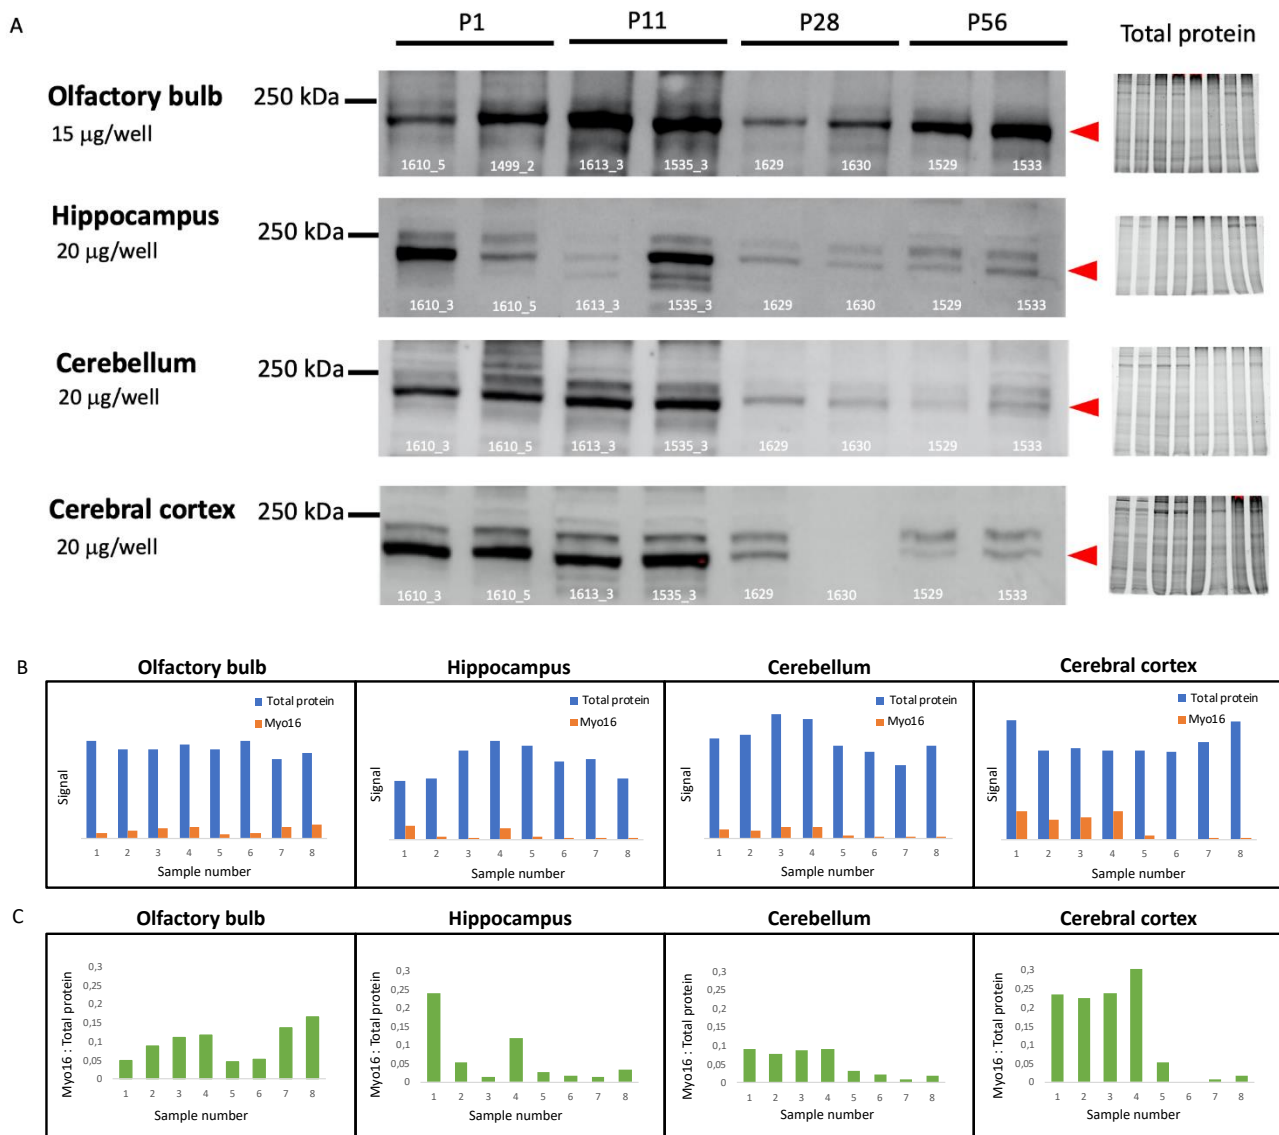 A
P1 P11 P28 P56
Total protein
Olfactory bulb
15 µg/well
250 kDa
1610_5 1499_2 1613_3 1535_3 1629 1630 1529 1533
Hippocampus
20 µg/well
250 kDa
1610_3 1610_5 1613_3 1535_3 1629 1630 1529 1533
Cerebellum
20 µg/well
250 kDa
1610_3 1610_5 1613_3 1535_3 1629 1630 1529 1533
Cerebral cortex
20 µg/well
250 kDa
1610_3 1610_5 1613_3 1535_3 1629 1630 1529 1533
B
Olfactory bulb
Total protein
Myo16
Signal
1 2 3 4 5 6 7 8
Sample number
Hippocampus
Total protein
Myo16
Signal
1 2 3 4 5 6 7 8
Sample number
Cerebellum
Total protein
Myo16
Signal
1 2 3 4 5 6 7 8
Sample number
Cerebral cortex
Total protein
Myo16
Signal
1 2 3 4 5 6 7 8
Sample number
C
Olfactory bulb
Myo16 : Total protein
0,3
0,25
0,2
0,15
0,1
0,05
0
1 2 3 4 5 6 7 8
Sample number
Hippocampus
Myo16 : Total protein
0,3
0,25
0,2
0,15
0,1
0,05
0
1 2 3 4 5 6 7 8
Sample number
Cerebellum
Myo16 : Total protein
0,3
0,25
0,2
0,15
0,1
0,05
0
1 2 3 4 5 6 7 8
Sample number
Cerebral cortex
Myo16 : Total protein
0,3
0,25
0,2
0,15
0,1
0,05
0
1 2 3 4 5 6 7 8
Sample number